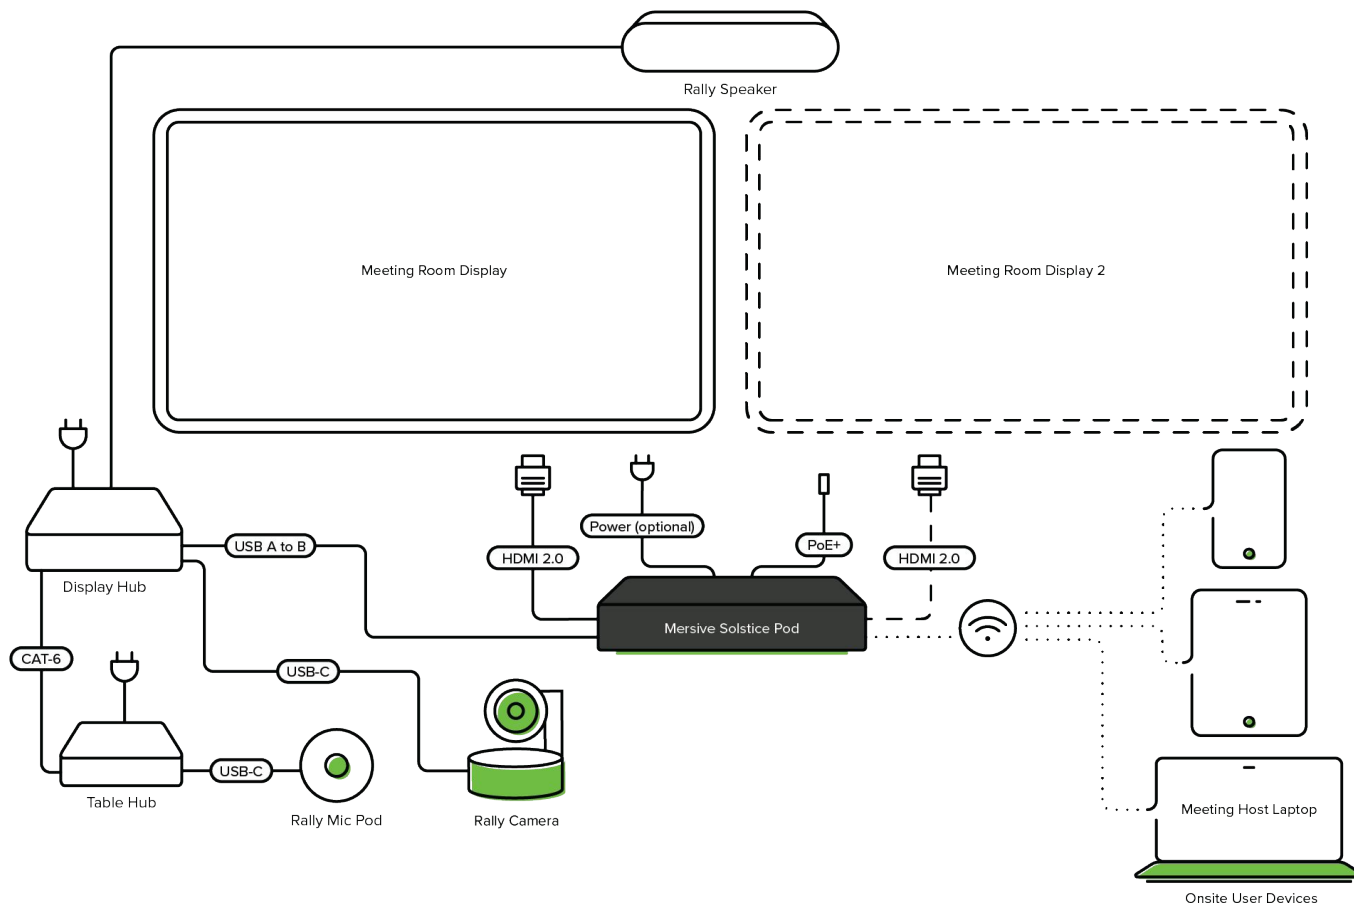 Rally Speaker
Meeting Room Display
Meeting Room Display 2
Power (optional)
USB A to B
PoE+
HDMI 2.0
HDMI 2.0
Display Hub
Mersive Solstice Pod
CAT-6
USB-C
USB-C
Table Hub
Rally Mic Pod
Rally Camera
Meeting Host Laptop
Onsite User Devices